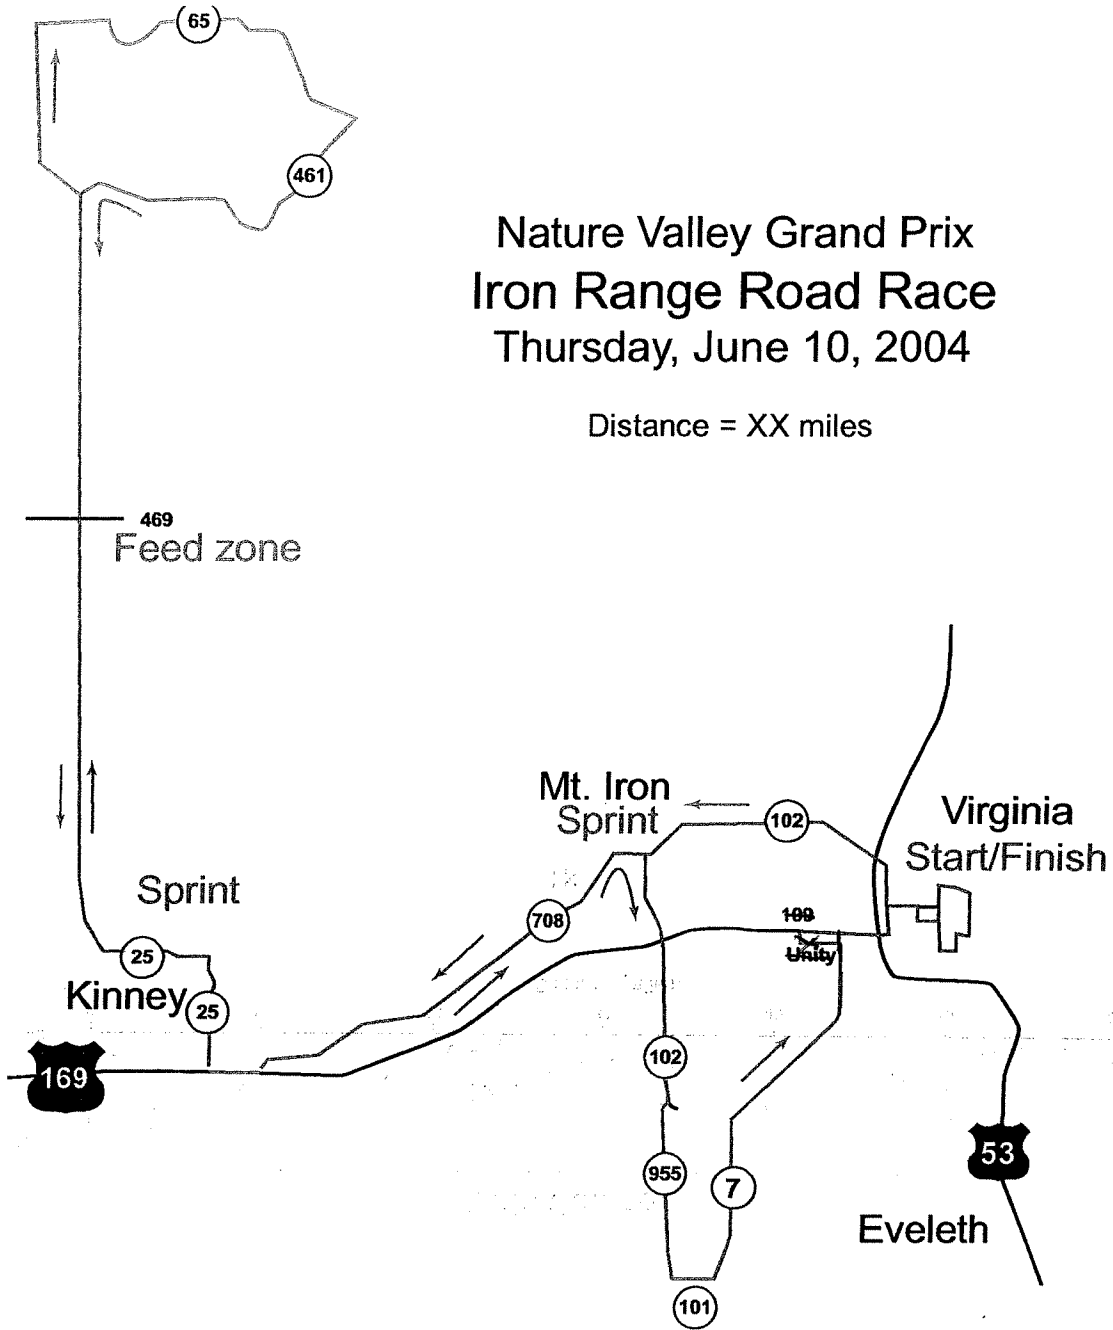 65
461
Nature Valley Grand Prix
Iron Range Road Race
Thursday, June 10, 2004
Distance = XX miles
469
Feed zone
Mt. Iron
Sprint
102
Virginia
Start/Finish
Sprint
708
109
Unity
25
Kinney
25
169
102
53
955
7
Eveleth
101